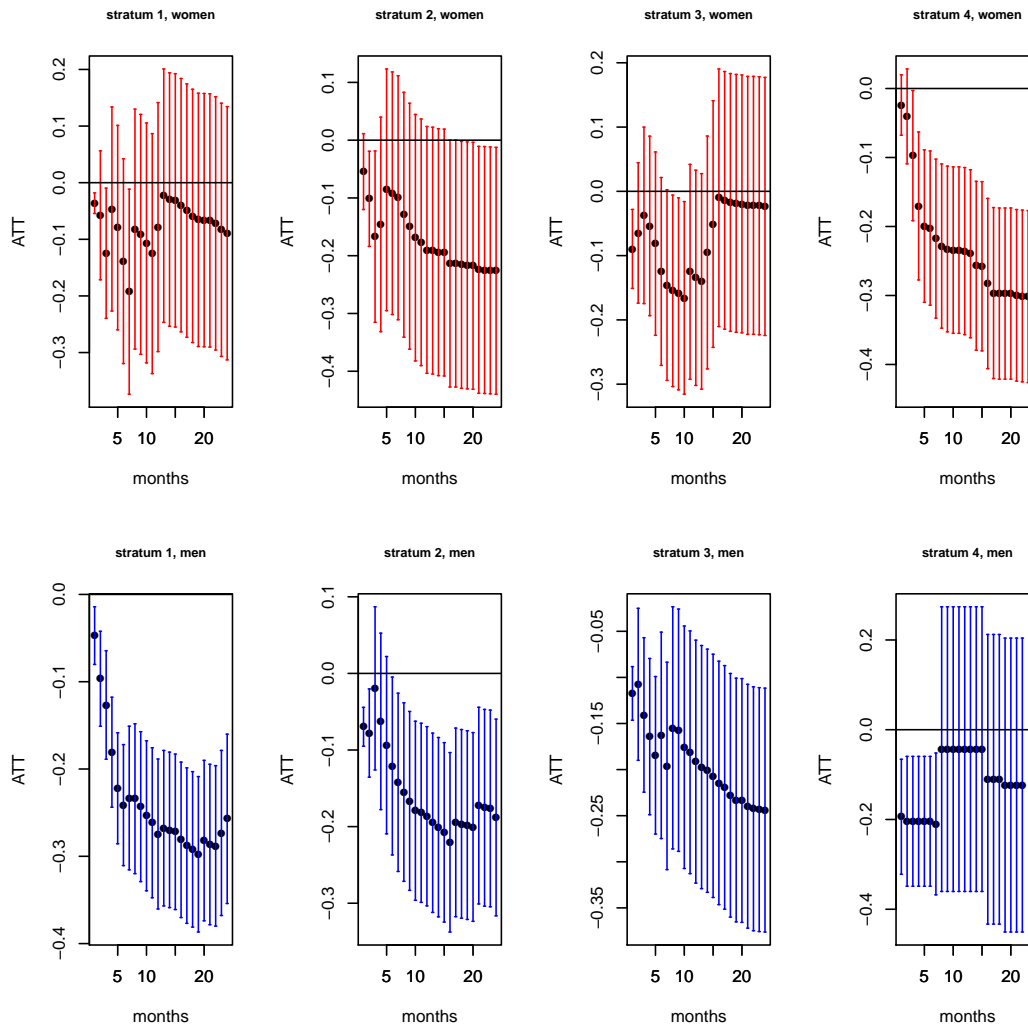 stratum 1, women
ATT
0.2
0.1
0.0
−0.1
−0.2
−0.3
5 10 20
months
stratum 2, women
ATT
0.1
0.0
−0.1
−0.2
−0.3
−0.4
5 10 20
months
stratum 3, women
ATT
0.2
0.1
0.0
−0.1
−0.2
−0.3
5 10 20
months
stratum 4, women
ATT
0.0
−0.1
−0.2
−0.3
−0.4
5 10 20
months
stratum 1, men
ATT
0.0
−0.1
−0.2
−0.3
−0.4
5 10 20
months
stratum 2, men
ATT
0.1
0.0
−0.1
−0.2
−0.3
5 10 20
months
stratum 3, men
ATT
−0.05
−0.15
−0.25
−0.35
5 10 20
months
stratum 4, men
ATT
0.2
0.0
−0.2
−0.4
5 10 20
months